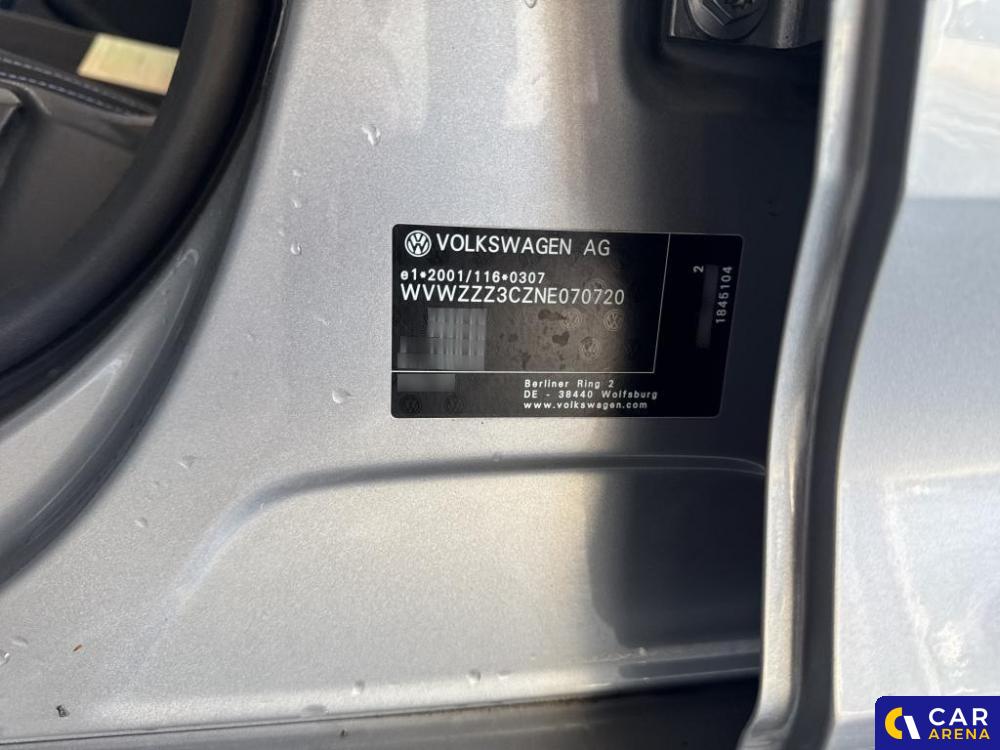 VOLKSWAGEN AG
e1*2001/116*0307
WVWZZZ3CZNE070720
Berliner Ring 2
DE - 38440 Wolfsburg
www.volkswagen.com
2
1846104
CAR
ARENA